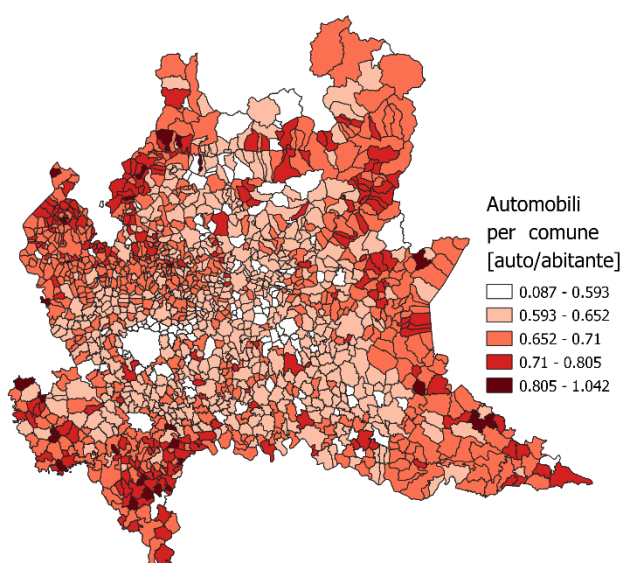 Automobili
per comune
[auto/abitante]
0.087 - 0.593
0.593 - 0.652
0.652 - 0.71
0.71 - 0.805
0.805 - 1.042